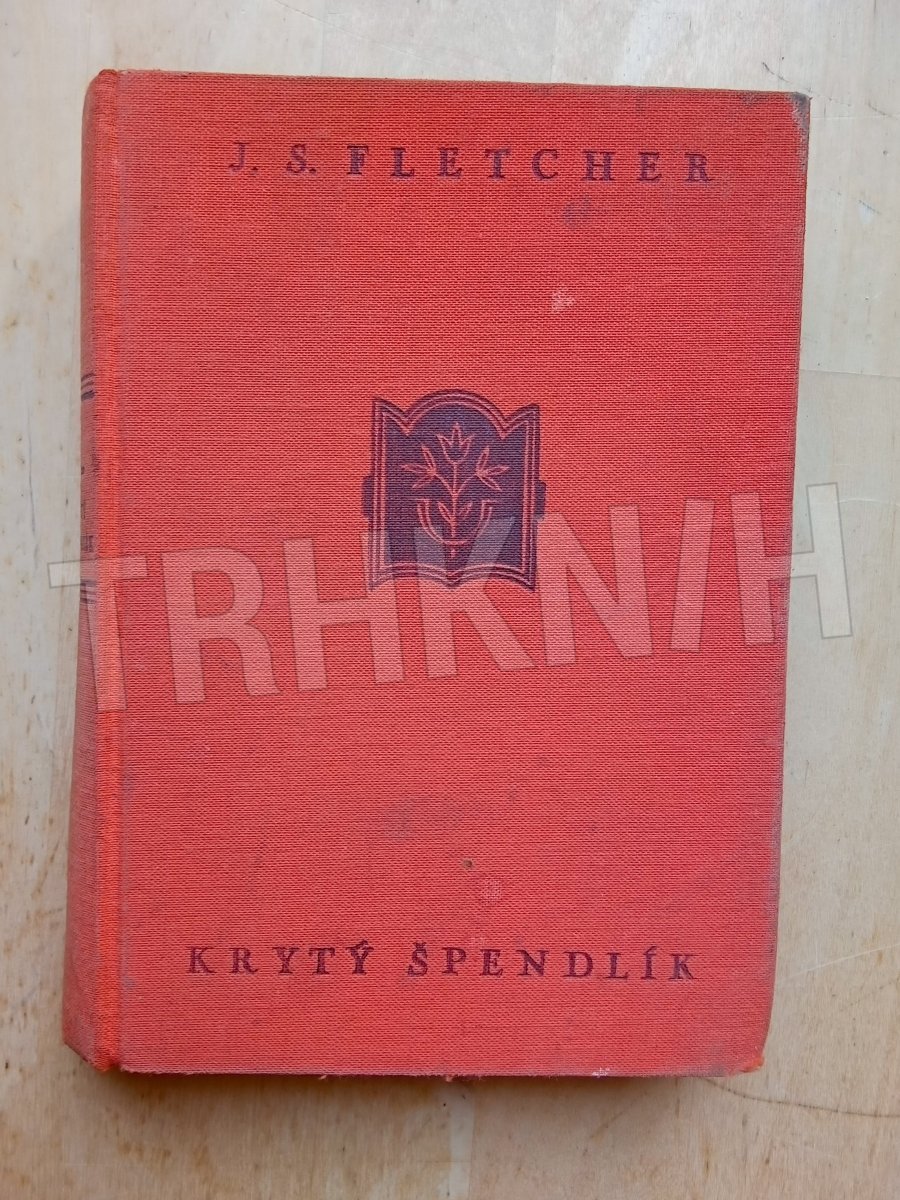 J. S. FLETCHER
TRHKNIH
KRYTÝ ŠPENDLÍK